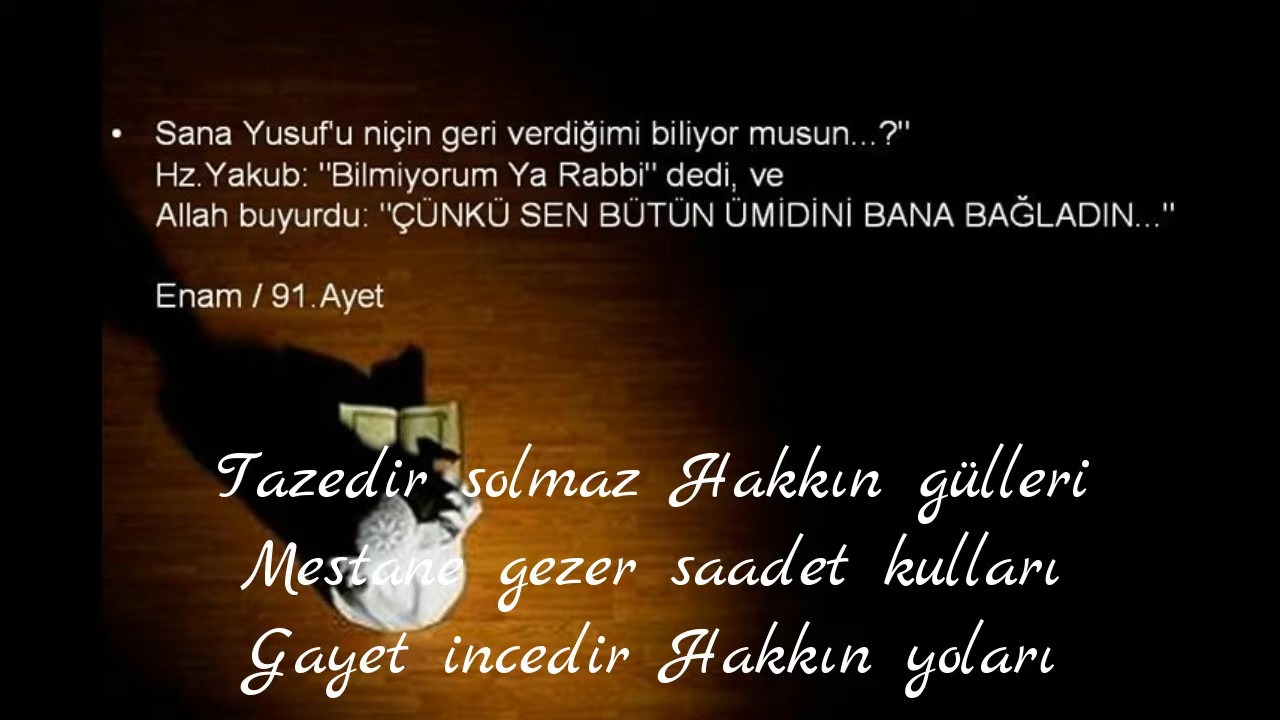 • Sana Yusuf'u niçin geri verdiğimi biliyor musun...?"
Hz.Yakub: "Bilmiyorum Ya Rabbi" dedi, ve
Allah buyurdu: "ÇÜNKÜ SEN BÜTÜN ÜMİDİNİ BANA BAĞLADIN..."
Enam / 91.Ayet
Tazedir solmaz Hakkın gülleri
Mestane gezer saadet kulları
Gayet incedir Hakkın yoları